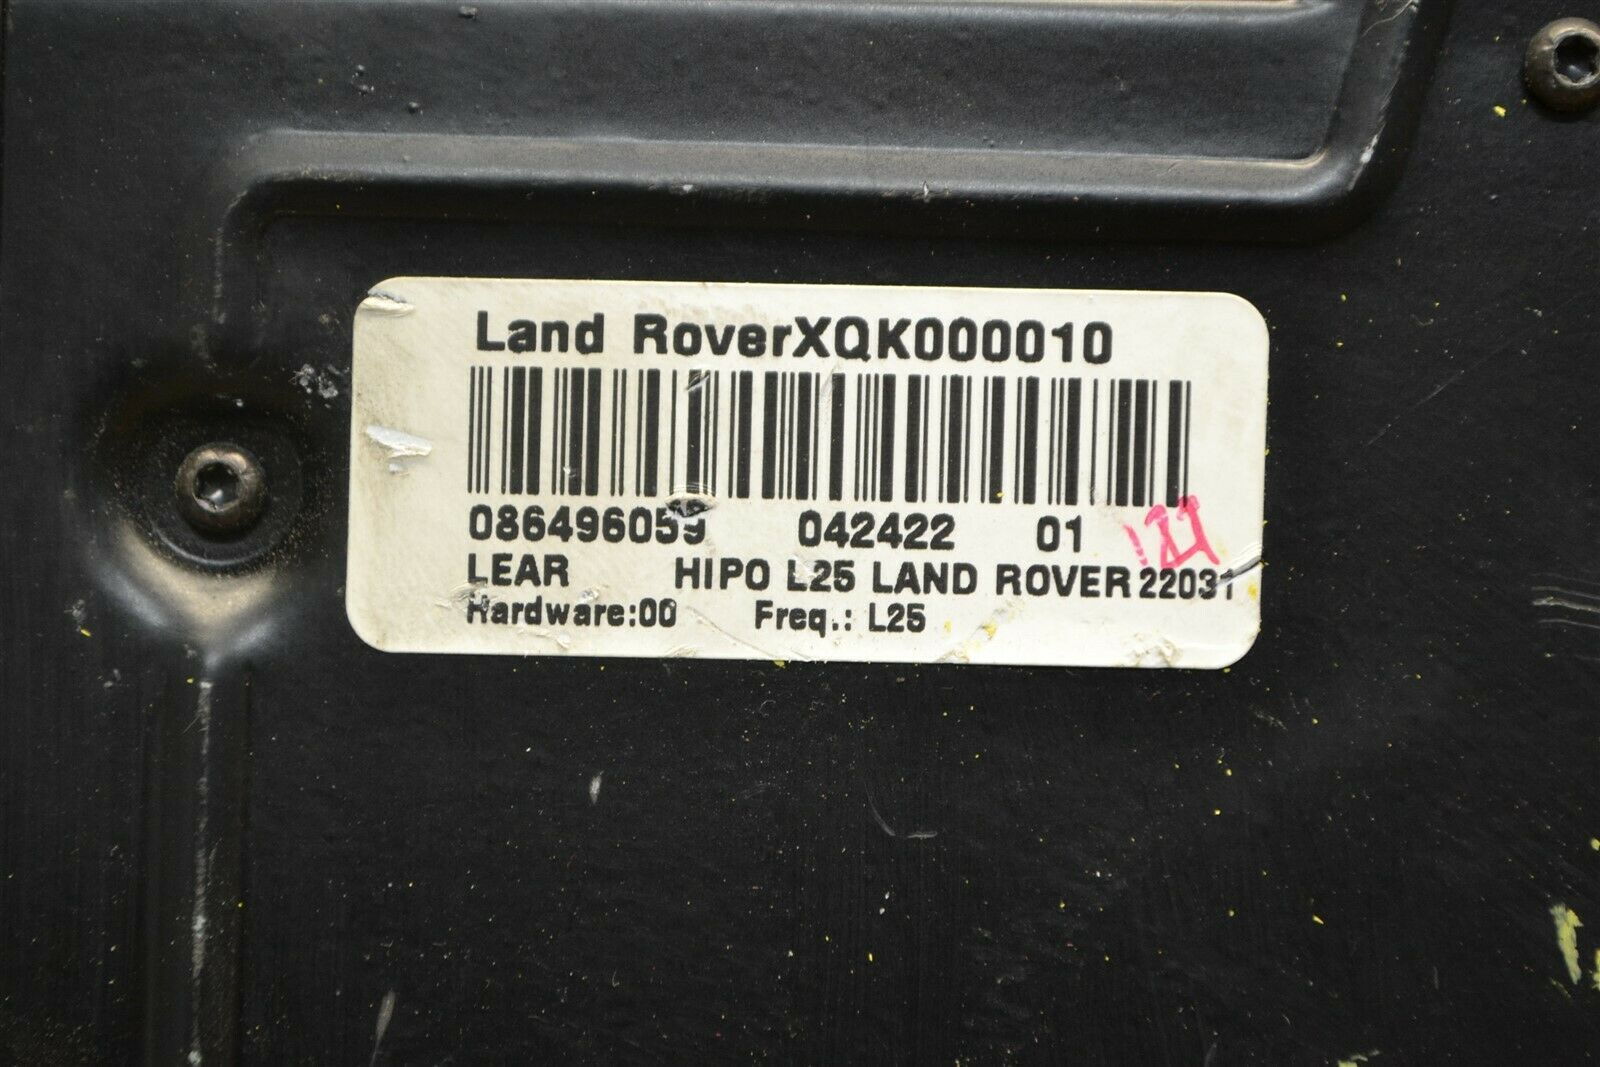 Land RoverXQK000010
086496059 042422 01
LEAR HIPO L25 LAND ROVER 22031
Hardware:00 Freq.: L25